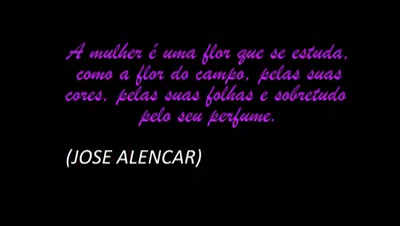 A mulher é uma flor que se estuda,
como a flor do campo, pelas suas
cores, pelas suas folhas e sobretudo
pelo seu perfume.
(JOSE ALENCAR)